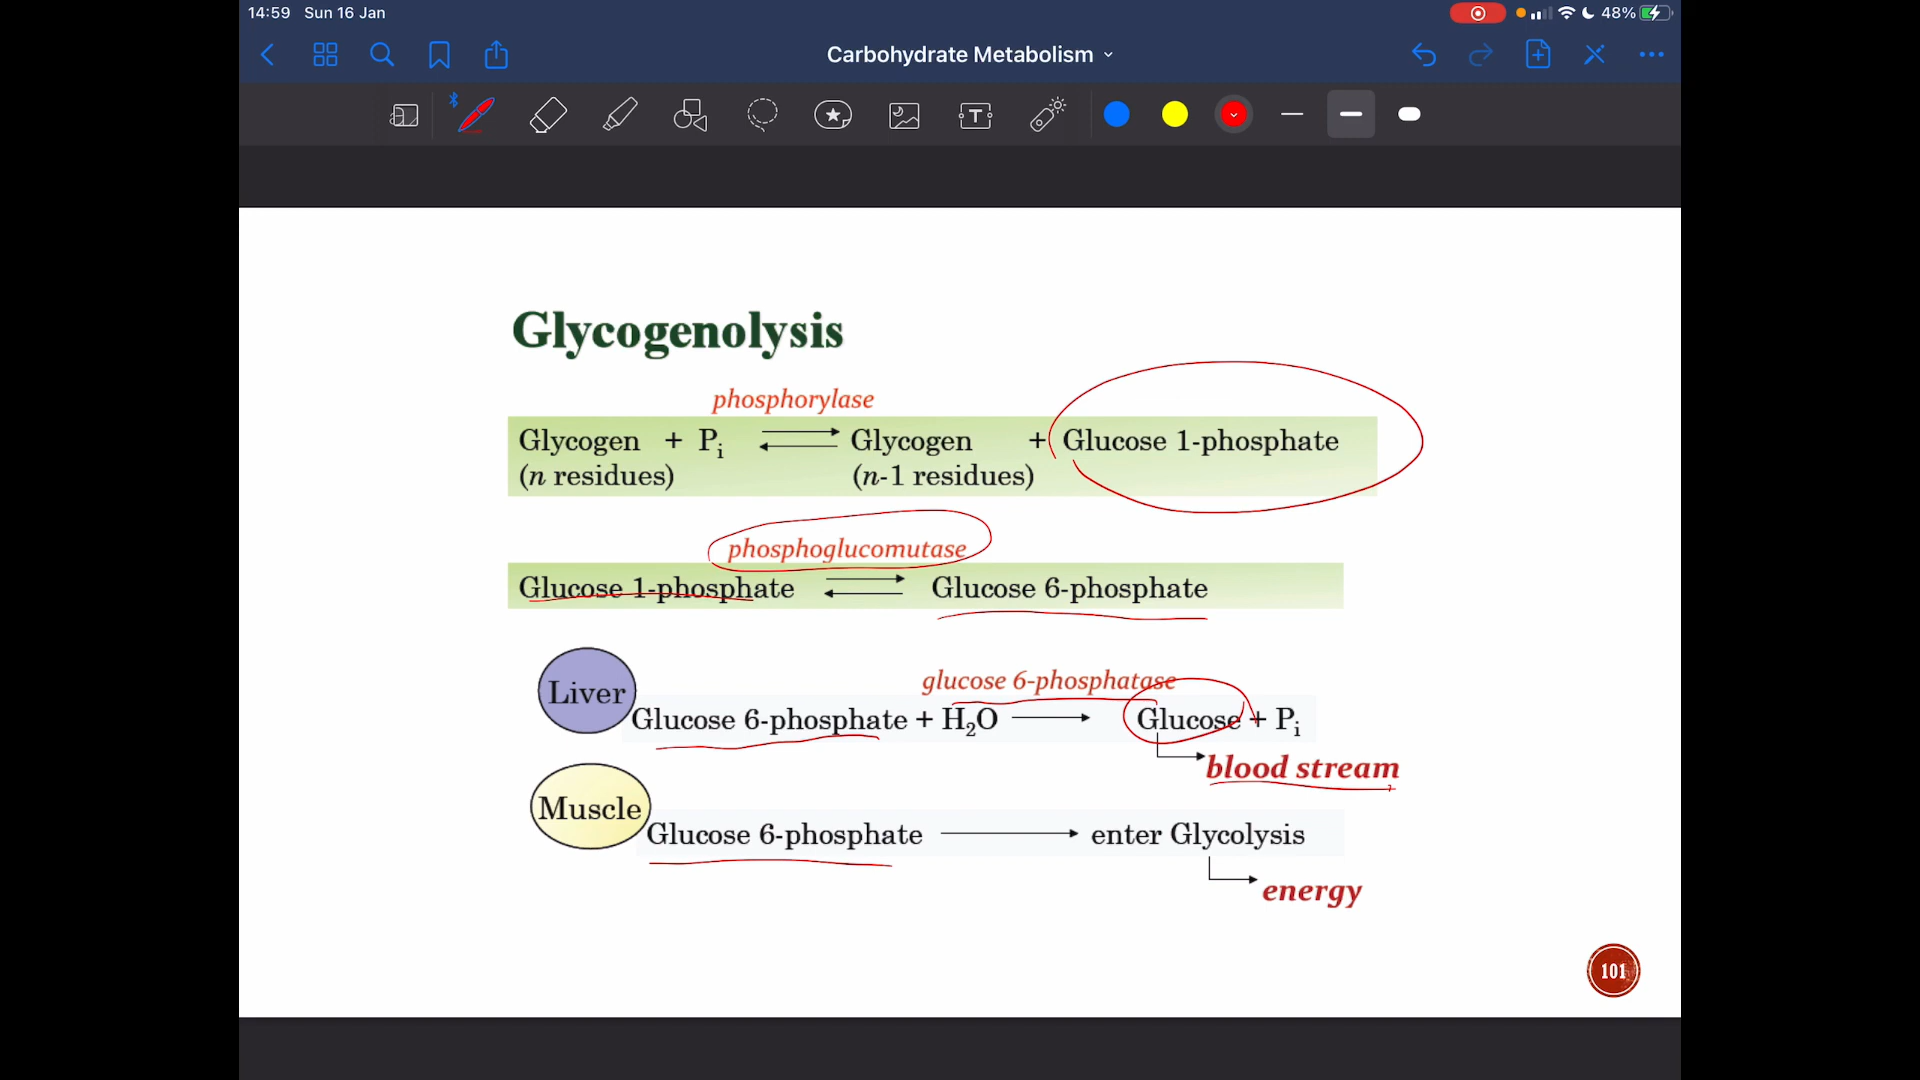 14:59 Sun 16 Jan
48%
Carbohydrate Metabolism
Glycogenolysis
phosphorylase
Glycogen + Pi Glycogen + Glucose 1-phosphate
(n residues) (n-1 residues)
phosphoglucomutase
Glucose 1-phosphate Glucose 6-phosphate
Liver
glucose 6-phosphatase
Glucose 6-phosphate + H2O Glucose + Pi
blood stream
Muscle
Glucose 6-phosphate enter Glycolysis
energy
101